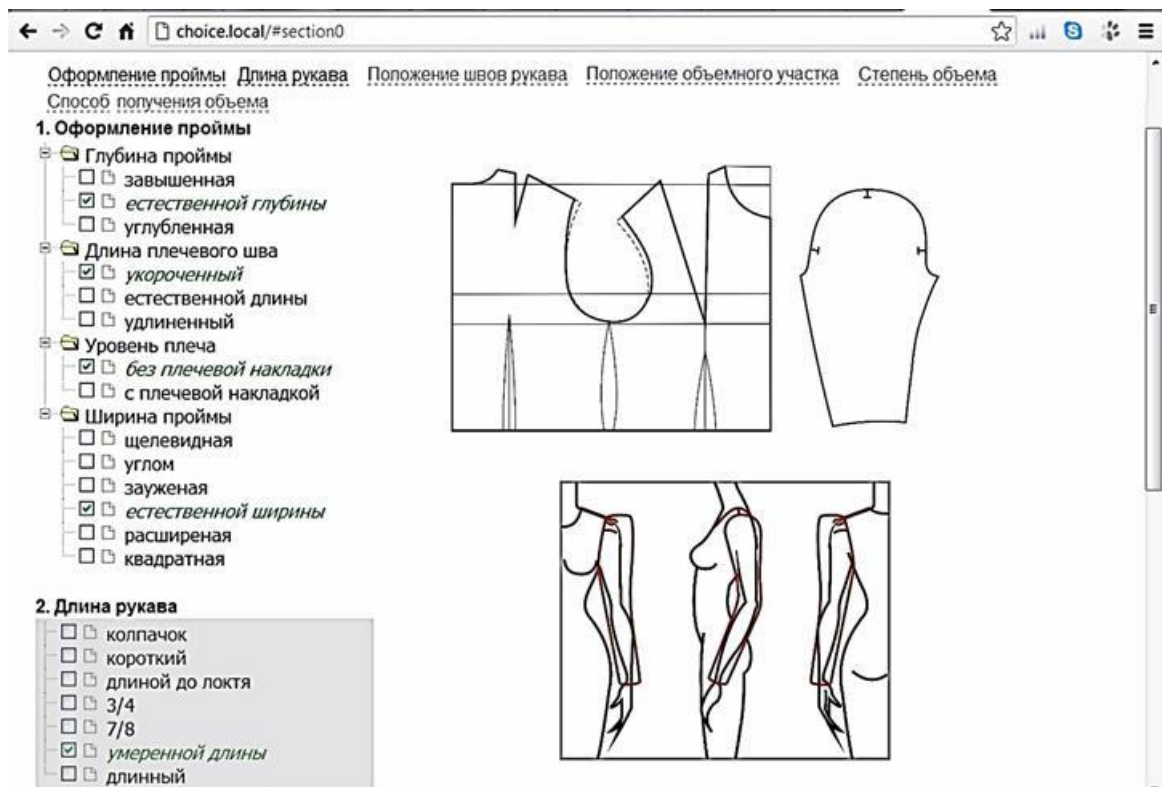 choice.local/#section0
Оформление проймы Длина рукава Положение швов рукава Положение объемного участка Степень объема
Способ получения объема
1. Оформление проймы
Глубина проймы
завышенная
естественной глубины
углубленная
Длина плечевого шва
укороченный
естественной длины
удлиненный
Уровень плеча
без плечевой накладки
с плечевой накладкой
Ширина проймы
щелевидная
углом
зауженая
естественной ширины
расширеная
квадратная
2. Длина рукава
колпачок
короткий
длиной до локтя
3/4
7/8
умеренной длины
длинный